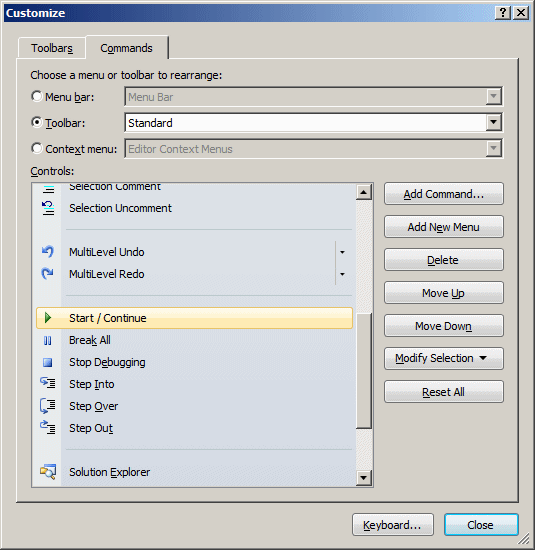 Customize
Toolbars Commands
Choose a menu or toolbar to rearrange:
Menu bar: Menu Bar
Toolbar: Standard
Context menu: Editor Context Menus
Controls:
Selection Comment
Selection Uncomment
MultiLevel Undo
MultiLevel Redo
Start / Continue
Break All
Stop Debugging
Step Into
Step Over
Step Out
Solution Explorer
Add Command...
Add New Menu
Delete
Move Up
Move Down
Modify Selection
Reset All
Keyboard... Close